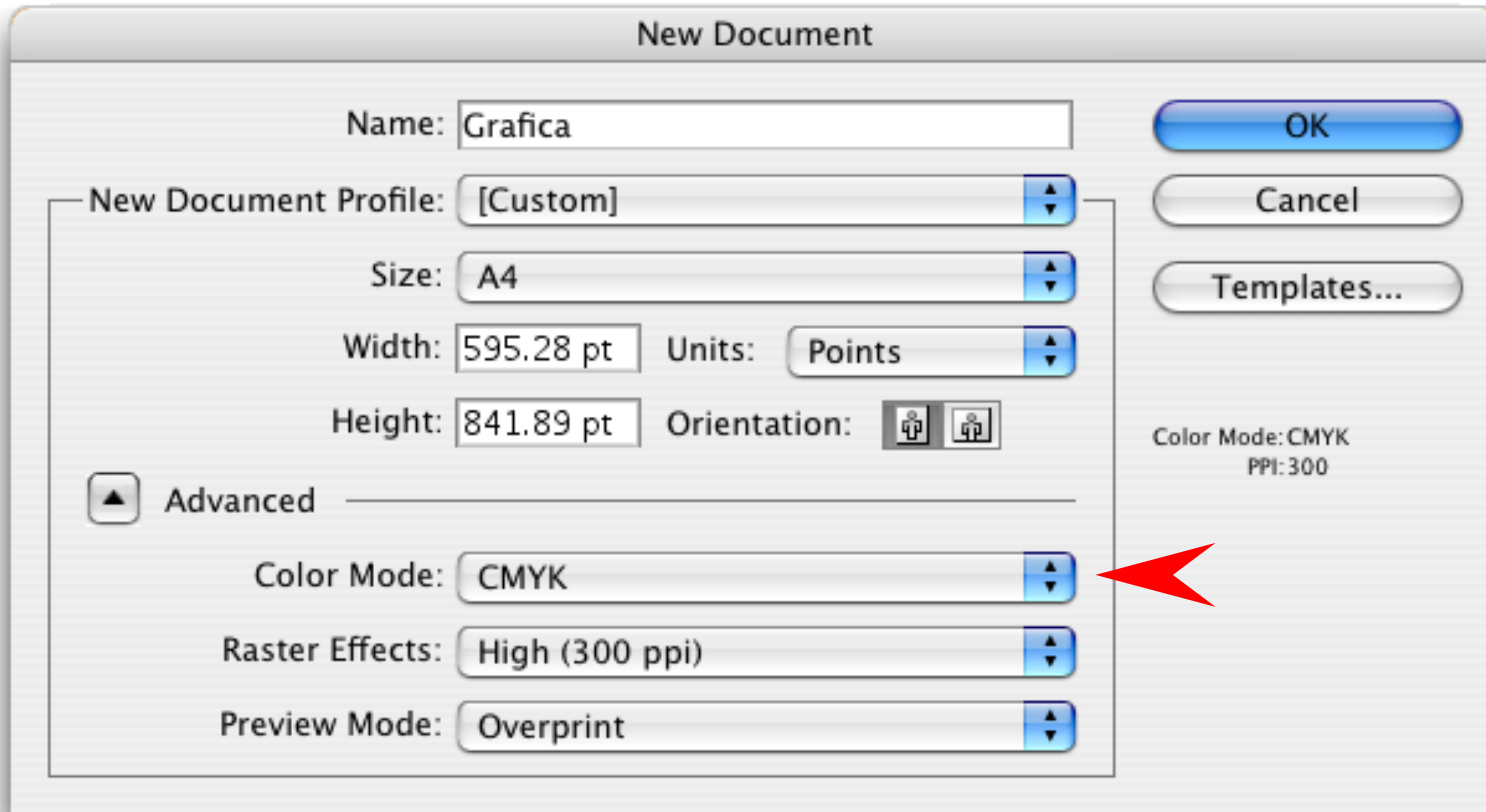 New Document
Name: Grafica
OK
New Document Profile: [Custom]
Cancel
Size: A4
Templates...
Width: 595.28 pt Units: Points
Height: 841.89 pt Orientation:
Color Mode: CMYK
PPI: 300
Advanced
Color Mode: CMYK
Raster Effects: High (300 ppi)
Preview Mode: Overprint